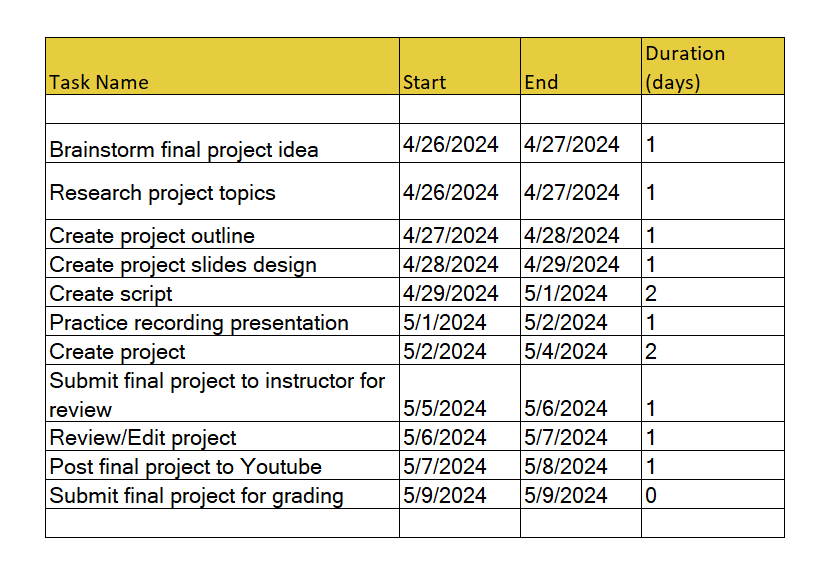 Task Name Start End Duration (days)
Brainstorm final project idea 4/26/2024 4/27/2024 1
Research project topics 4/26/2024 4/27/2024 1
Create project outline 4/27/2024 4/28/2024 1
Create project slides design 4/28/2024 4/29/2024 1
Create script 4/29/2024 5/1/2024 2
Practice recording presentation 5/1/2024 5/2/2024 1
Create project 5/2/2024 5/4/2024 2
Submit final project to instructor for
review 5/5/2024 5/6/2024 1
Review/Edit project 5/6/2024 5/7/2024 1
Post final project to Youtube 5/7/2024 5/8/2024 1
Submit final project for grading 5/9/2024 5/9/2024 0